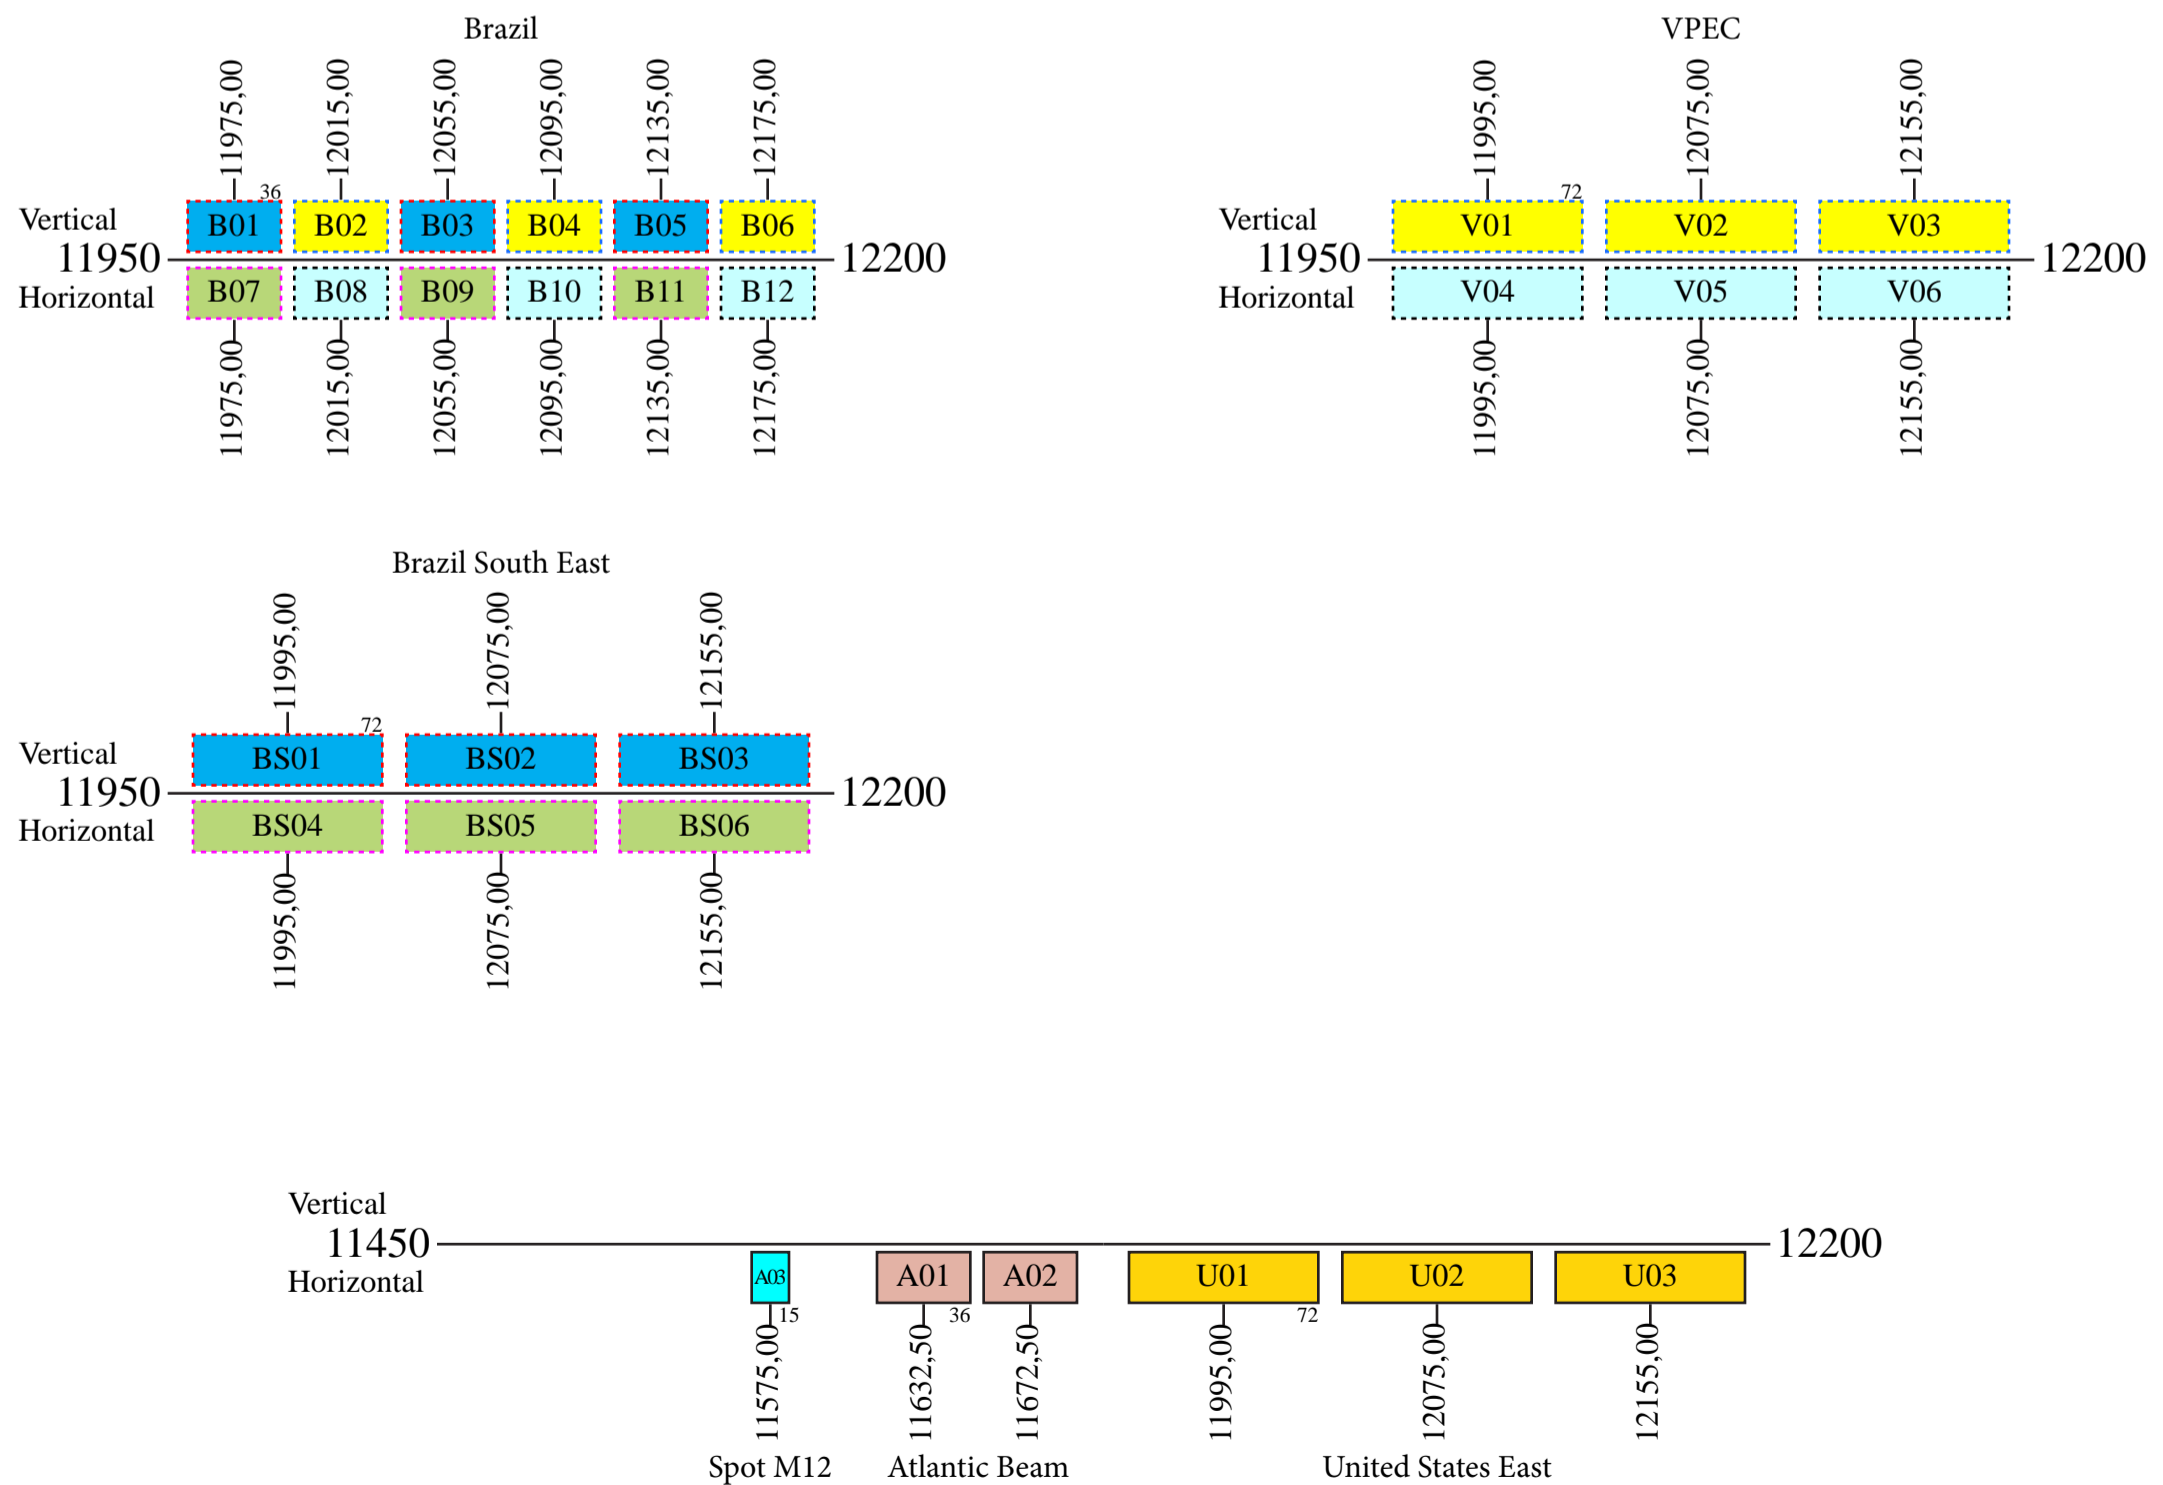 Brazil
11975,00 12015,00 12055,00 12095,00 12135,00 12175,00
36
Vertical
B01 B02 B03 B04 B05 B06
11950 12200
Horizontal
B07 B08 B09 B10 B11 B12
11975,00 12015,00 12055,00 12095,00 12135,00 12175,00
VPEC
11995,00 12075,00 12155,00
72
Vertical
V01 V02 V03
11950 12200
Horizontal
V04 V05 V06
11995,00 12075,00 12155,00
Brazil South East
11995,00 12075,00 12155,00
72
Vertical
BS01 BS02 BS03
11950 12200
Horizontal
BS04 BS05 BS06
11995,00 12075,00 12155,00
Vertical
11450 12200
Horizontal
A03 A01 A02 U01 U02 U03
15 36 72
11575,00 11632,50 11672,50 11995,00 12075,00 12155,00
Spot M12 Atlantic Beam United States East